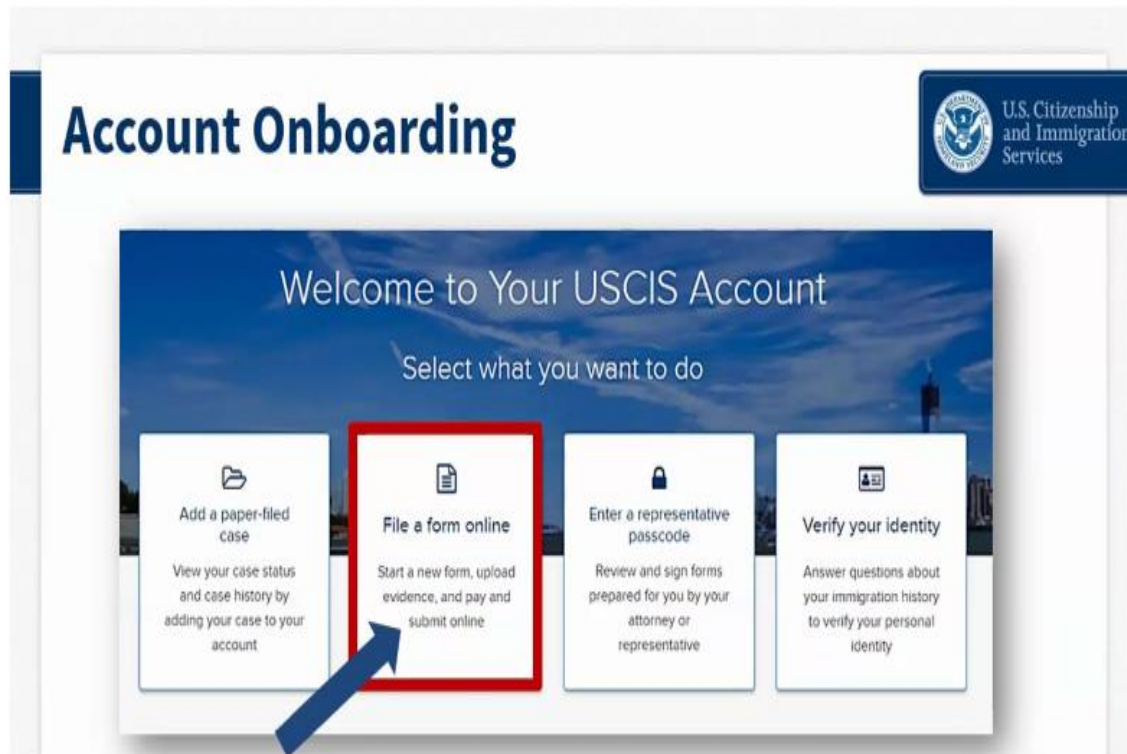 Account Onboarding
U.S. Citizenship
and Immigration
Services
Welcome to Your USCIS Account
Select what you want to do
Add a paper-filed
case
View your case status
and case history by
adding your case to your
account
File a form online
Start a new form, upload
evidence, and pay and
submit online
Enter a representative
passcode
Review and sign forms
prepared for you by your
attorney or
representative
Verify your identity
Answer questions about
your immigration history
to verify your personal
identity